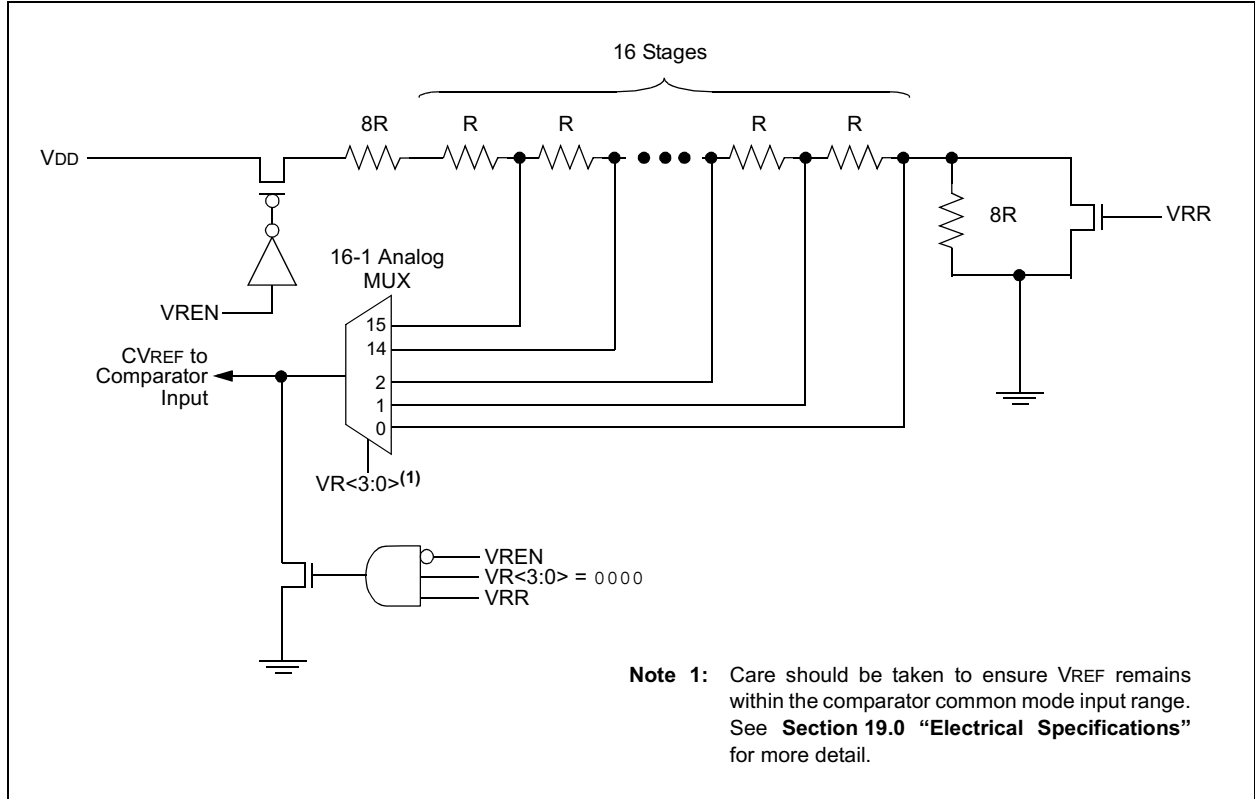 16 Stages
8R
R
R
R
R
VDD
8R
VRR
16-1 Analog
MUX
VREN
15
14
2
1
0
CVREF to
Comparator
Input
VR<3:0>(1)
VREN
VR<3:0> = 0000
VRR
Note 1: Care should be taken to ensure VREF remains
within the comparator common mode input range.
See Section 19.0 “Electrical Specifications”
for more detail.